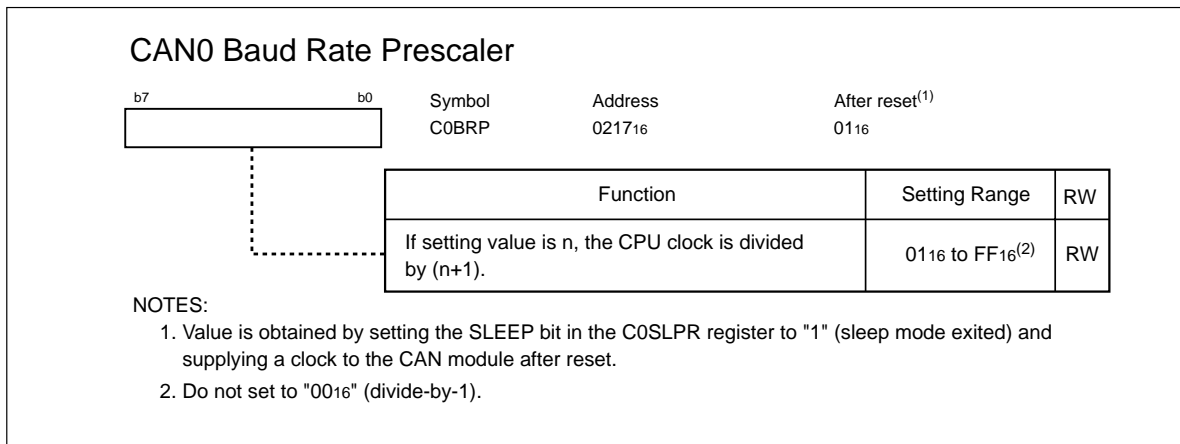 CAN0 Baud Rate Prescaler
b7 b0 Symbol Address After reset(1)
C0BRP 021716 0116
Function Setting Range RW
If setting value is n, the CPU clock is divided
by (n+1).
0116 to FF16(2) RW
NOTES:
1. Value is obtained by setting the SLEEP bit in the C0SLPR register to "1" (sleep mode exited) and
supplying a clock to the CAN module after reset.
2. Do not set to "0016" (divide-by-1).